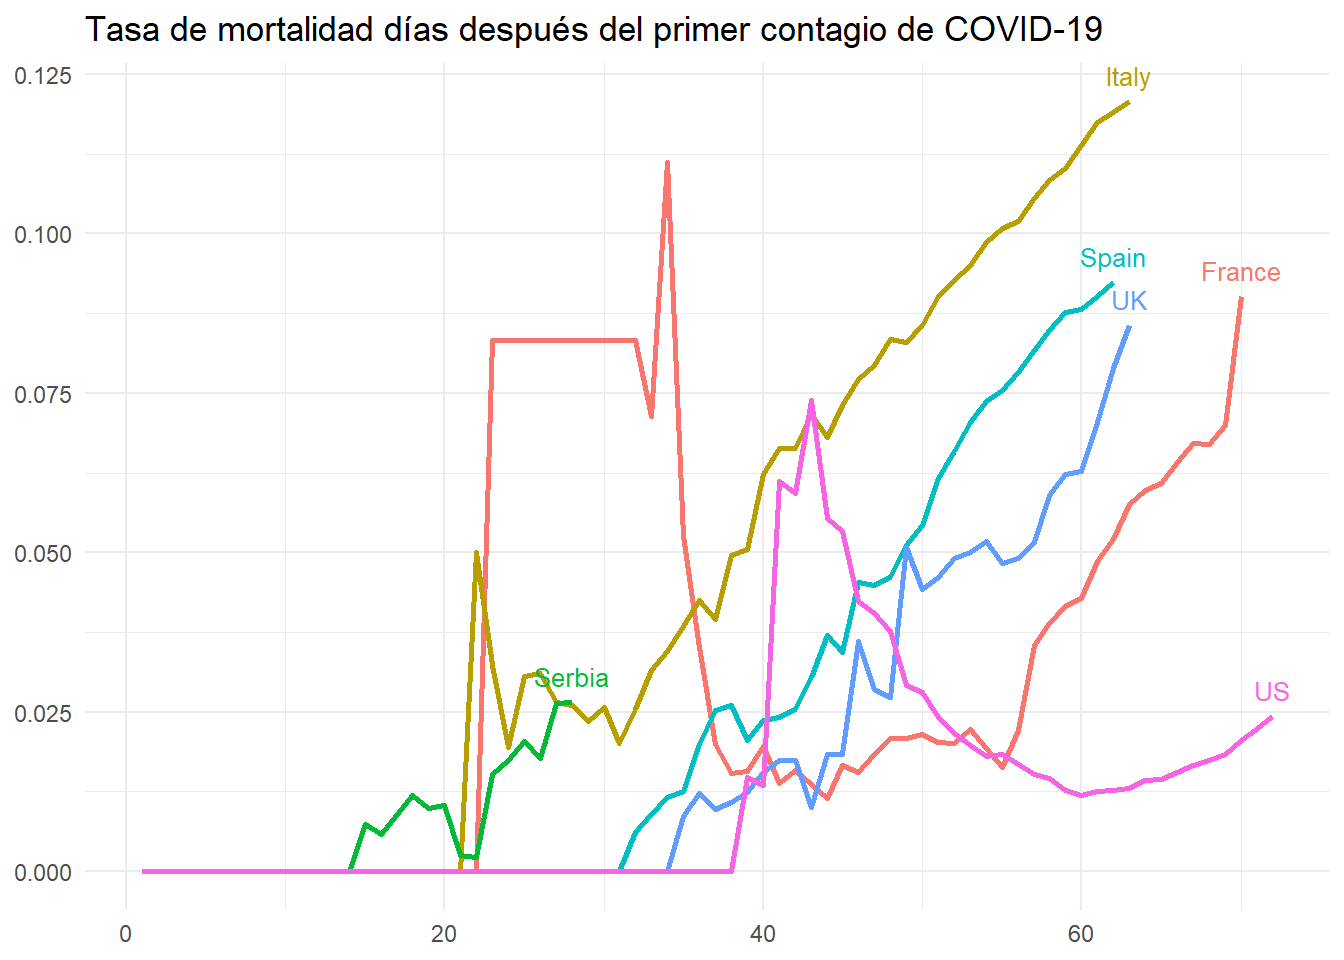 Tasa de mortalidad días después del primer contagio de COVID-19
0.125
Italy
0.100
Spain
France
UK
0.075
0.050
Serbia
US
0.025
0.000
0
20
40
60